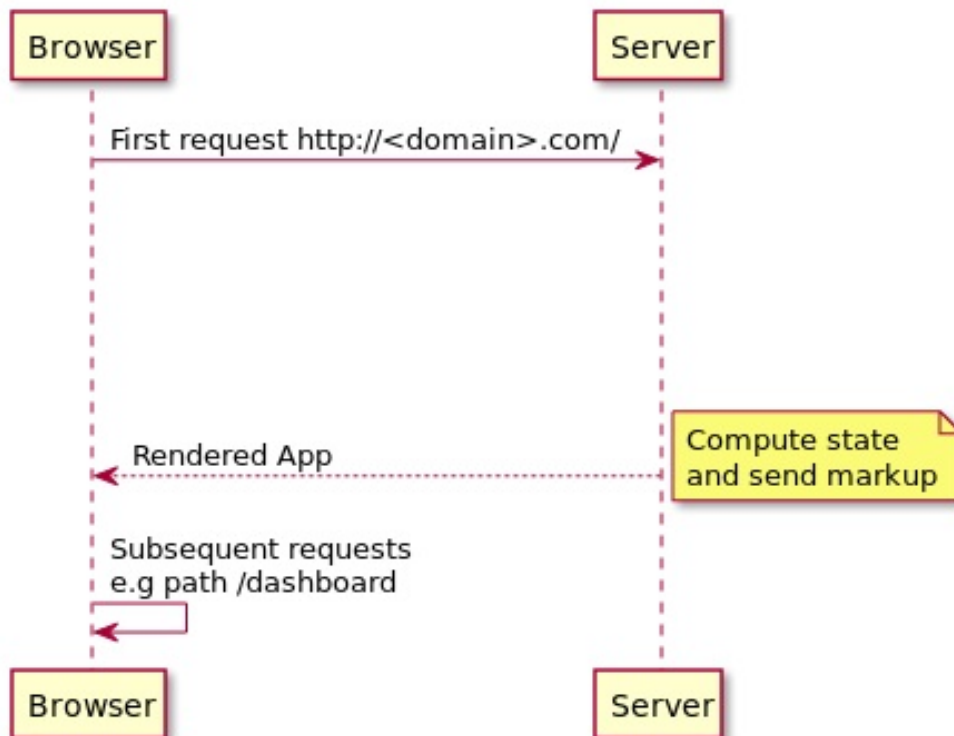 Browser
Server
First request http://<domain>.com/
Rendered App
Compute state
and send markup
Subsequent requests
e.g path /dashboard
Browser
Server